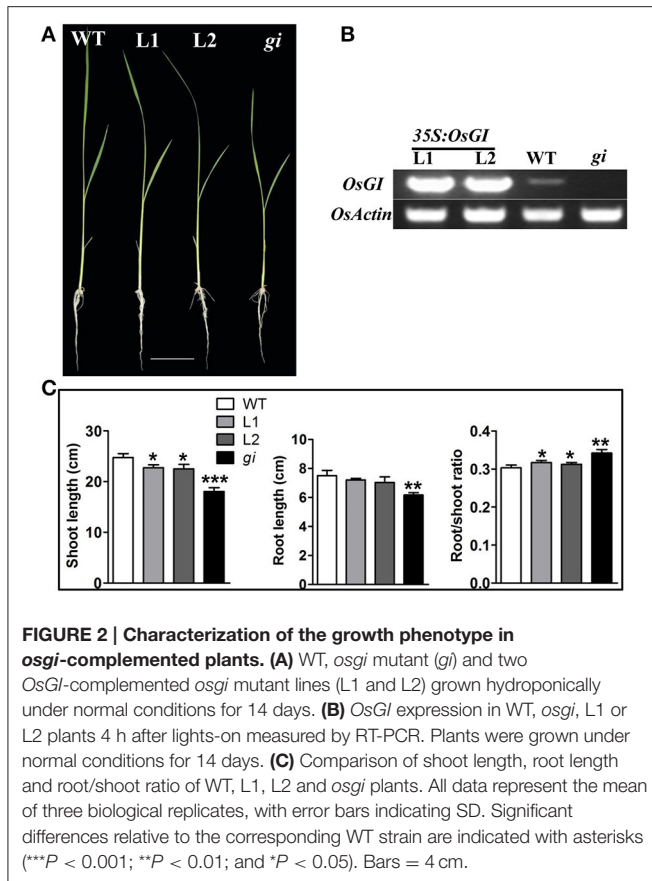 A
WT L1 L2 gi
B
35S:OsGI
L1 L2 WT gi
OsGI
OsActin
C
WT
L1
L2
gi
Shoot length (cm)
30
20
10
0
* * ***
Root length (cm)
10
8
6
4
2
0
**
Root/shoot ratio
0.4
0.3
0.2
0.1
0.0
* * **
FIGURE 2 | Characterization of the growth phenotype in
osgi-complemented plants. (A) WT, osgi mutant (gi) and two
OsGI-complemented osgi mutant lines (L1 and L2) grown hydroponically
under normal conditions for 14 days. (B) OsGI expression in WT, osgi, L1 or
L2 plants 4 h after lights-on measured by RT-PCR. Plants were grown under
normal conditions for 14 days. (C) Comparison of shoot length, root length
and root/shoot ratio of WT, L1, L2 and osgi plants. All data represent the mean
of three biological replicates, with error bars indicating SD. Significant
differences relative to the corresponding WT strain are indicated with asterisks
(***P < 0.001; **P < 0.01; and *P < 0.05). Bars = 4 cm.